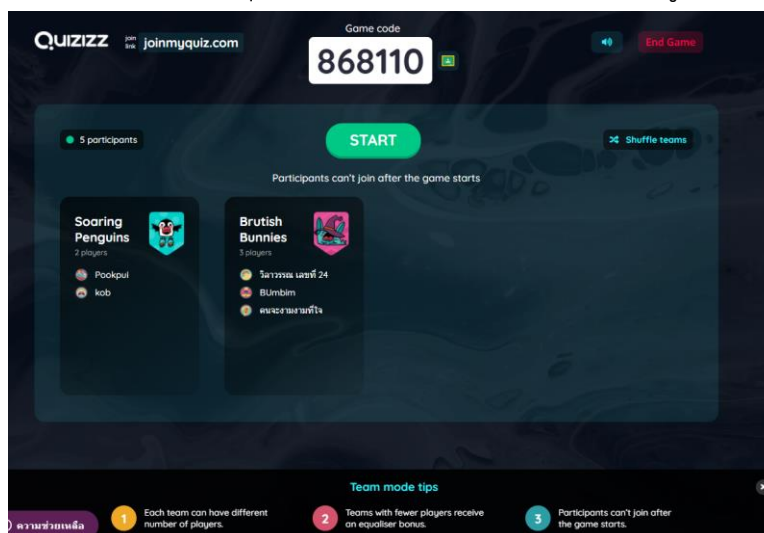 Quizizz
join link
joinmyquiz.com
Game code
868110
End Game
5 participants
START
Shuffle teams
Participants can't join after the game starts
Soaring Penguins
2 players
Pookpui
kob
Brutish Bunnies
3 players
วิลาวรรณ เลขที่ 24
BUmbim
คนจะงามงามที่ใจ
Team mode tips
1
Each team can have different
number of players.
2
Teams with fewer players receive
an equaliser bonus.
3
Participants can't join after
the game starts.
ความช่วยเหลือ